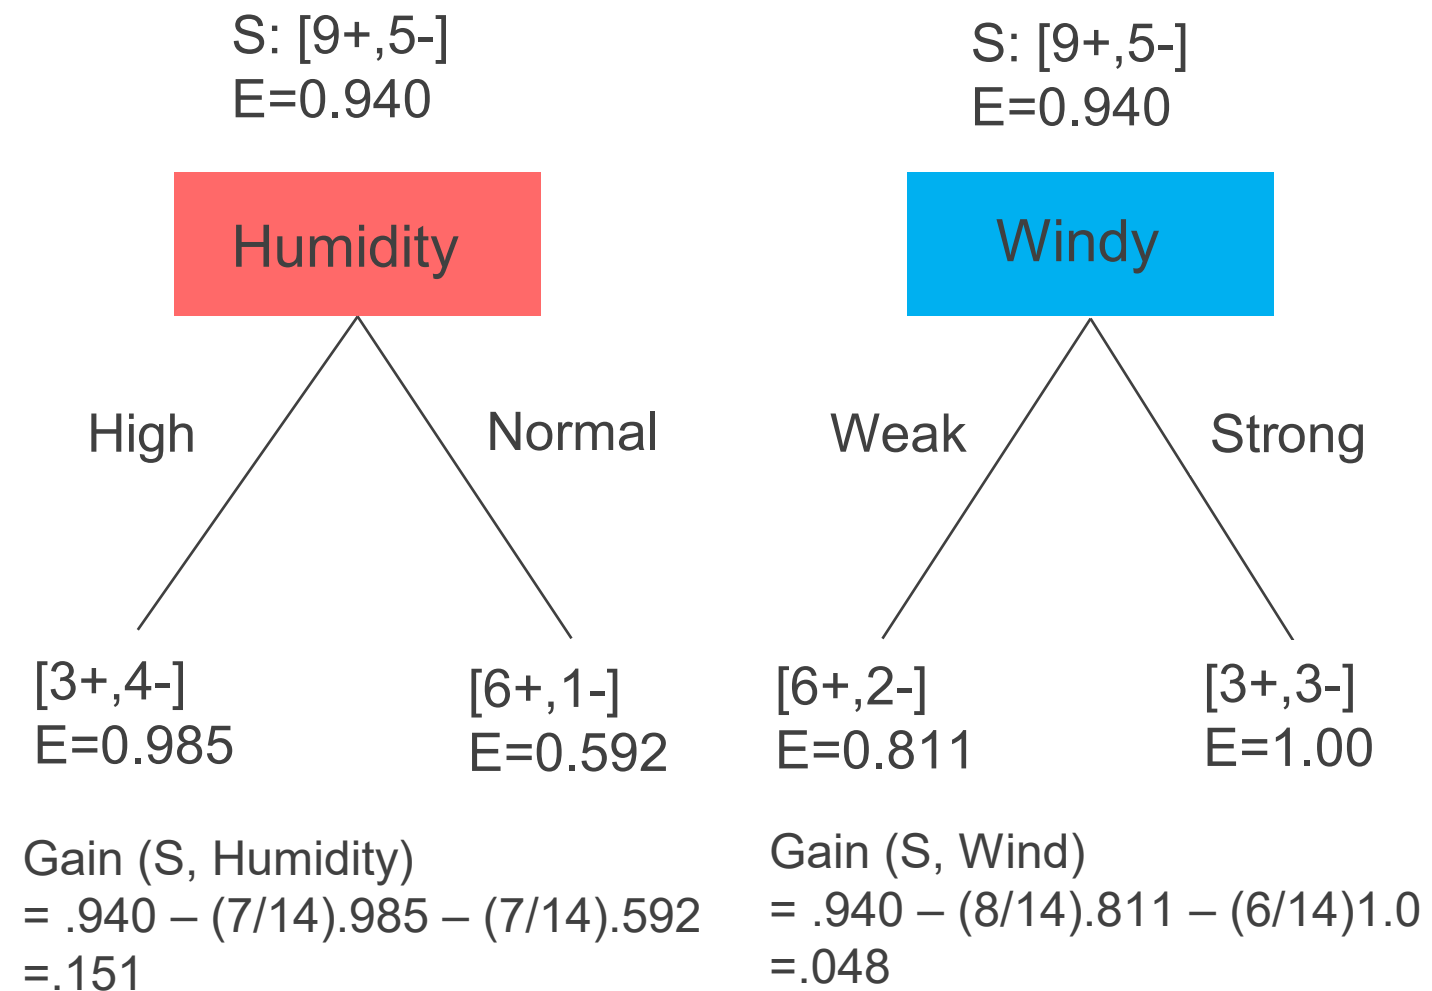 S: [9+,5-]
E=0.940
Humidity
High
Normal
[3+,4-]
E=0.985
[6+,1-]
E=0.592
Gain (S, Humidity)
= .940 – (7/14).985 – (7/14).592
=.151
S: [9+,5-]
E=0.940
Windy
Weak
Strong
[6+,2-]
E=0.811
[3+,3-]
E=1.00
Gain (S, Wind)
= .940 – (8/14).811 – (6/14)1.0
=.048